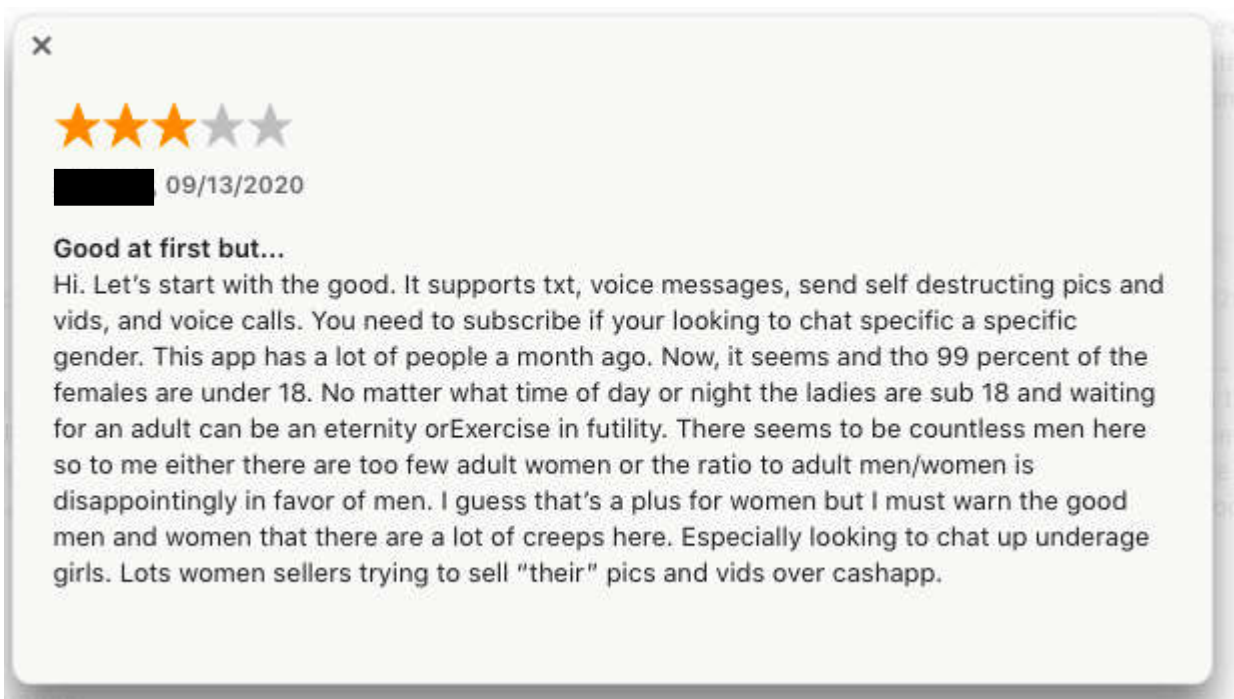 , 09/13/2020
Good at first but...
Hi. Let's start with the good. It supports txt, voice messages, send self destructing pics and
vids, and voice calls. You need to subscribe if your looking to chat specific a specific
gender. This app has a lot of people a month ago. Now, it seems and tho 99 percent of the
females are under 18. No matter what time of day or night the ladies are sub 18 and waiting
for an adult can be an eternity orExercise in futility. There seems to be countless men here
so to me either there are too few adult women or the ratio to adult men/women is
disappointingly in favor of men. I guess that's a plus for women but I must warn the good
men and women that there are a lot of creeps here. Especially looking to chat up underage
girls. Lots women sellers trying to sell "their" pics and vids over cashapp.